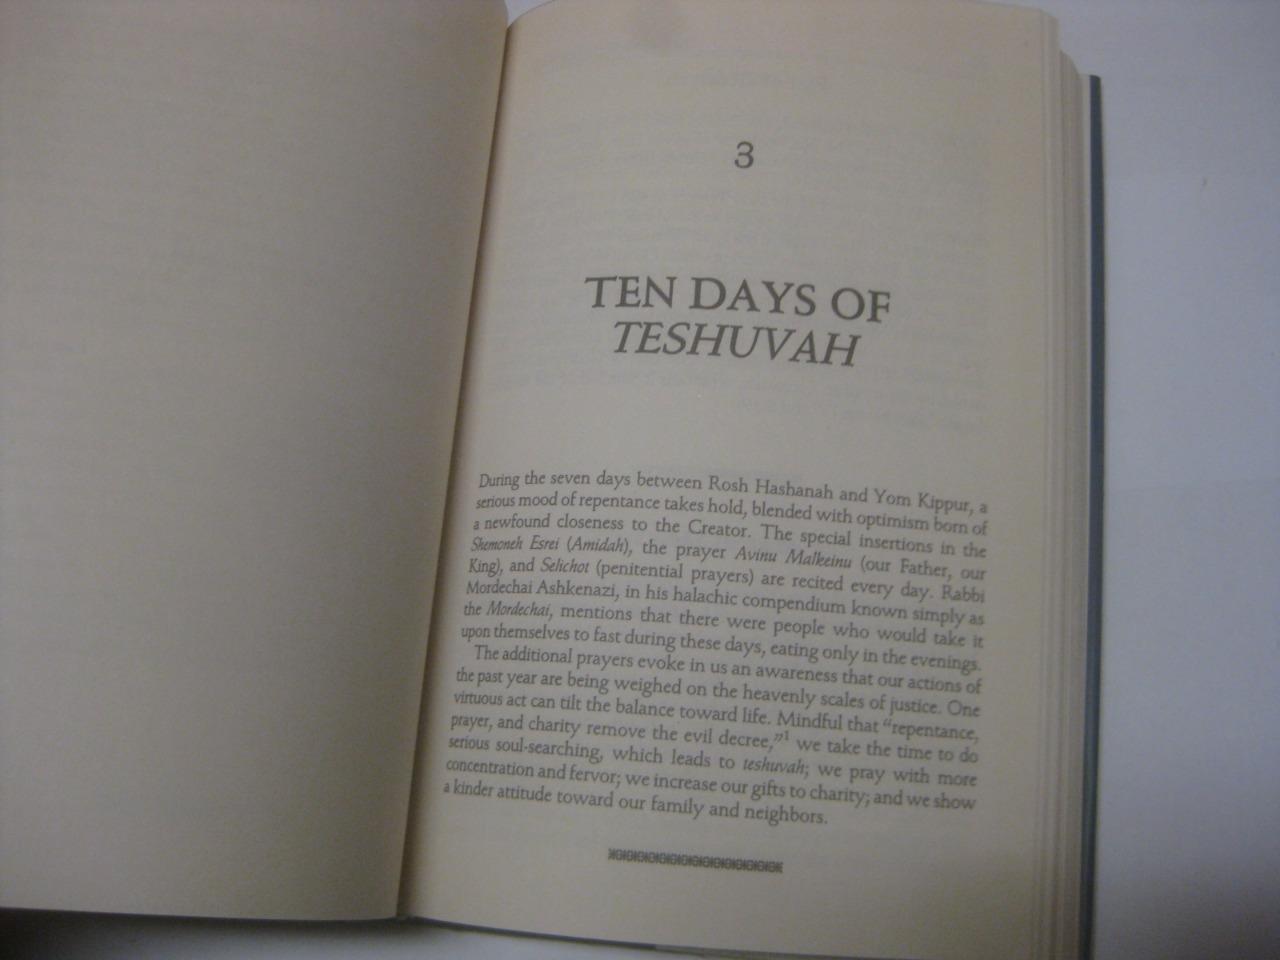 3
TEN DAYS OF
TESHUVAH
During the seven days between Rosh Hashanah and Yom Kippur, a
serious mood of repentance takes hold, blended with optimism born of
a newfound closeness to the Creator. The special insertions in the
Shemoneh Esrei (Amidah), the prayer Avinu Malkeinu (our Father, our
King), and Selichot (penitential prayers) are recited every day. Rabbi
Mordechai Ashkenazi, in his halachic compendium known simply as
the Mordechai, mentions that there were people who would take it
upon themselves to fast during these days, eating only in the evenings.
The additional prayers evoke in us an awareness that our actions of
the past year are being weighed on the heavenly scales of justice. One
virtuous act can tilt the balance toward life. Mindful that “repentance,
prayer, and charity remove the evil decree,”1 we take the time to do
serious soul-searching, which leads to teshuvah; we pray with more
concentration and fervor; we increase our gifts to charity; and we show
a kinder attitude toward our family and neighbors.